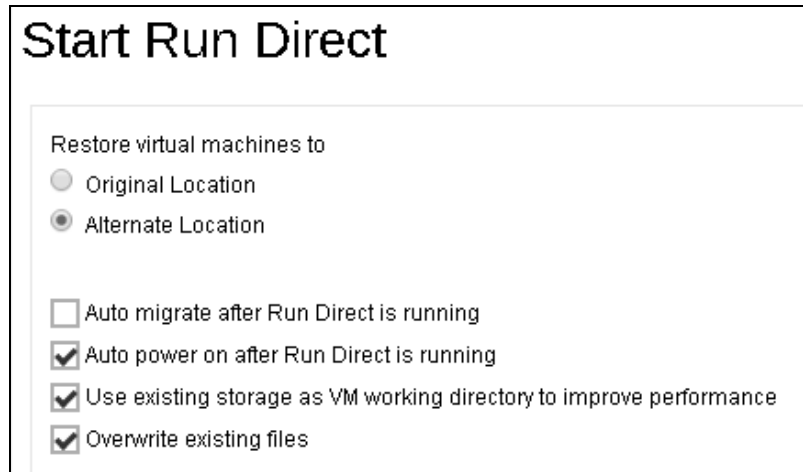 Start Run Direct
Restore virtual machines to
Original Location
Alternate Location
Auto migrate after Run Direct is running
Auto power on after Run Direct is running
Use existing storage as VM working directory to improve performance
Overwrite existing files